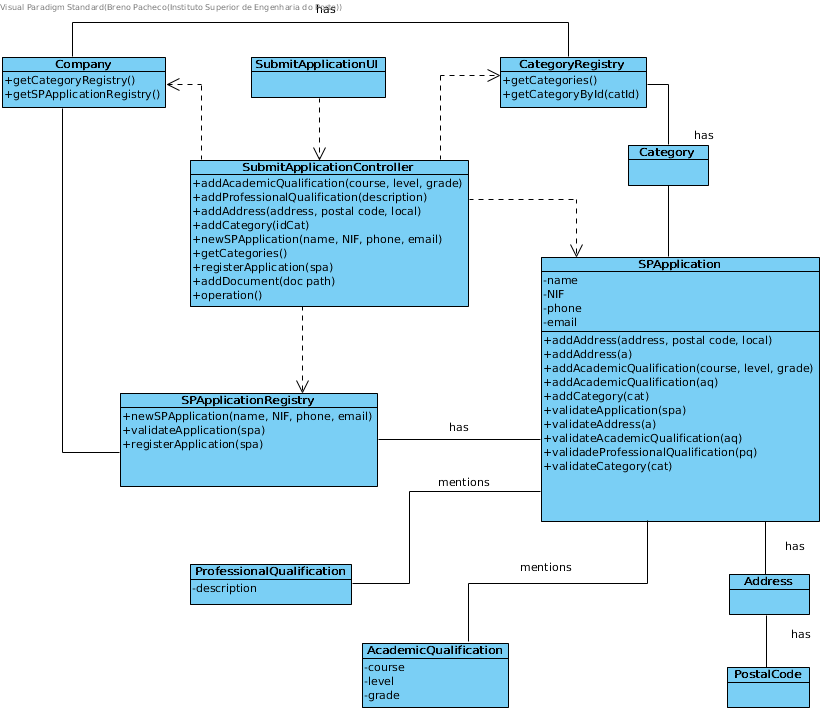 Visual Paradigm Standard(Breno Pacheco(Instituto Superior de Engenharia do
has
Company
+getCategoryRegistry()
+getSPApplicationRegistry()
SubmitApplicationUI
CategoryRegistry
+getCategories()
+getCategoryById(catId)
has
Category
SubmitApplicationController
+addAcademicQualification(course, level, grade)
+addProfessionalQualification(description)
+addAddress(address, postal code, local)
+addCategory(idCat)
+newSPApplication(name, NIF, phone, email)
+getCategories()
+registerApplication(spa)
+addDocument(doc path)
+operation()
SPApplication
-name
-NIF
-phone
-email
+addAddress(address, postal code, local)
+addAddress(a)
+addAcademicQualification(course, level, grade)
+addAcademicQualification(aq)
+addCategory(cat)
+validateApplication(spa)
+validateAddress(a)
+validateAcademicQualification(aq)
+validadeProfessionalQualification(pq)
+validateCategory(cat)
SPApplicationRegistry
+newSPApplication(name, NIF, phone, email)
+validateApplication(spa)
+registerApplication(spa)
has
mentions
ProfessionalQualification
-description
mentions
AcademicQualification
-course
-level
-grade
has
Address
has
PostalCode